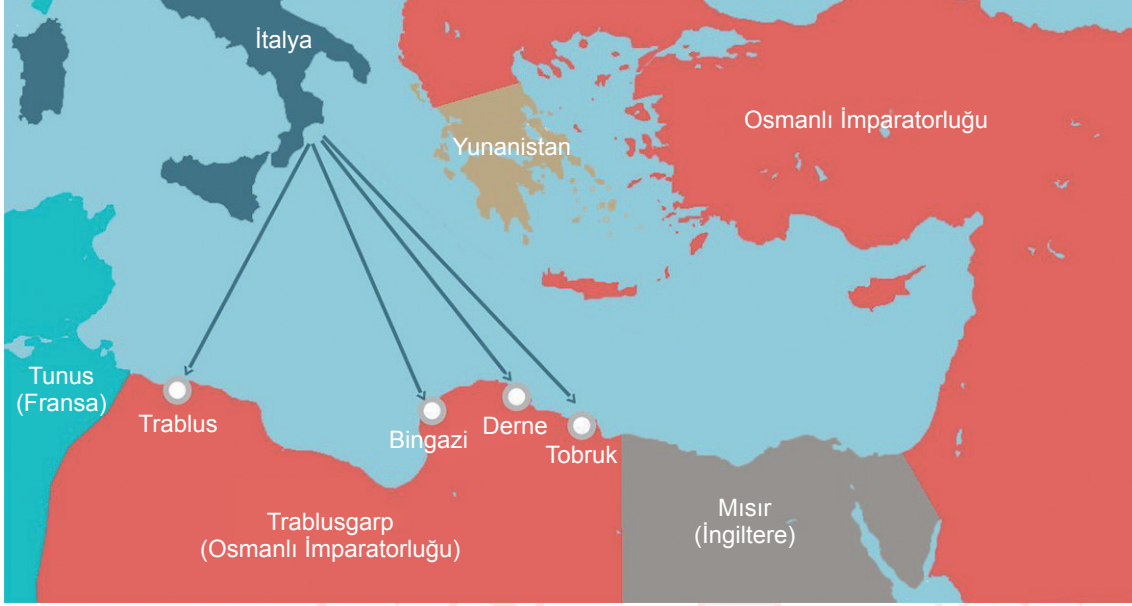 İtalya
Osmanlı İmparatorluğu
Yunanistan
Tunus
(Fransa)
Trablus
Bingazi
Derne
Tobruk
Trablusgarp
(Osmanlı İmparatorluğu)
Mısır
(İngiltere)